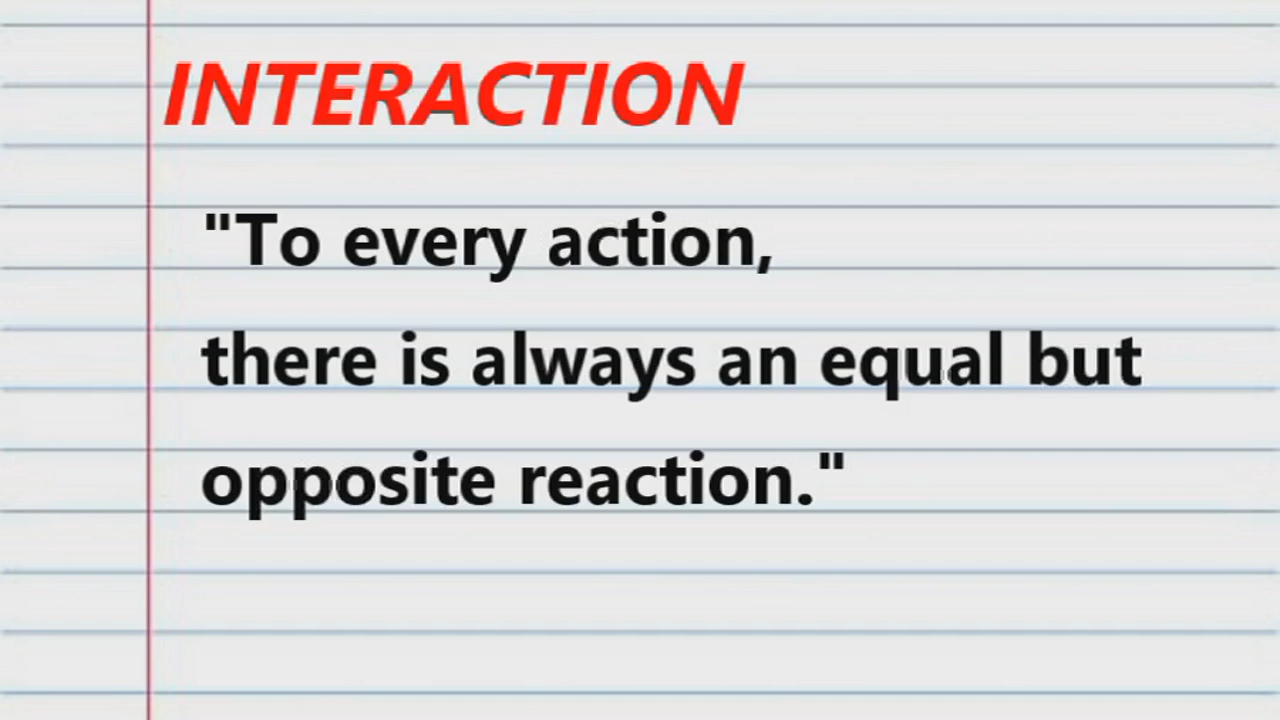 INTERACTION
"To every action,
there is always an equal but
opposite reaction."